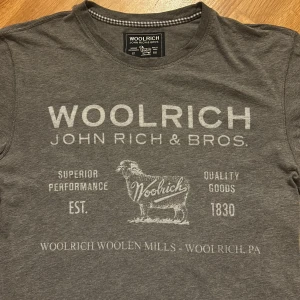 WOOLRICH
WOOLRICH
JOHN RICH & BROS.
SUPERIOR PERFORMANCE
QUALITY GOODS
Woolrich
EST.
1830
WOOLRICH WOOLEN MILLS - WOOLRICH, PA